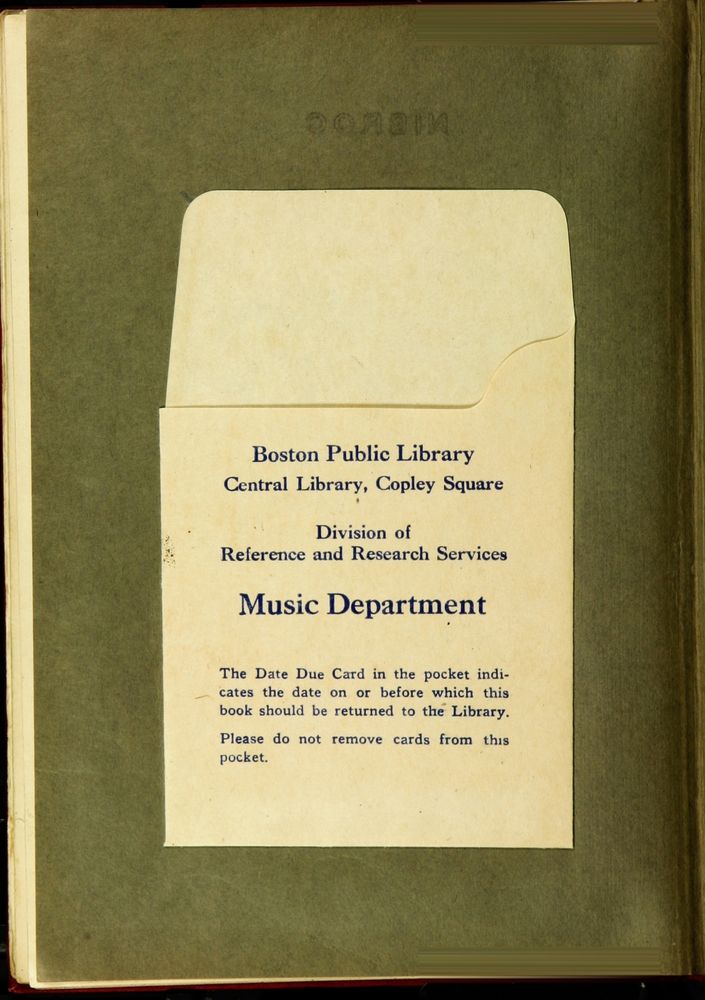 NIBROC
Boston Public Library
Central Library, Copley Square
Division of
Reference and Research Services
Music Department
The Date Due Card in the pocket indi-
cates the date on or before which this
book should be returned to the Library.
Please do not remove cards from this
pocket.